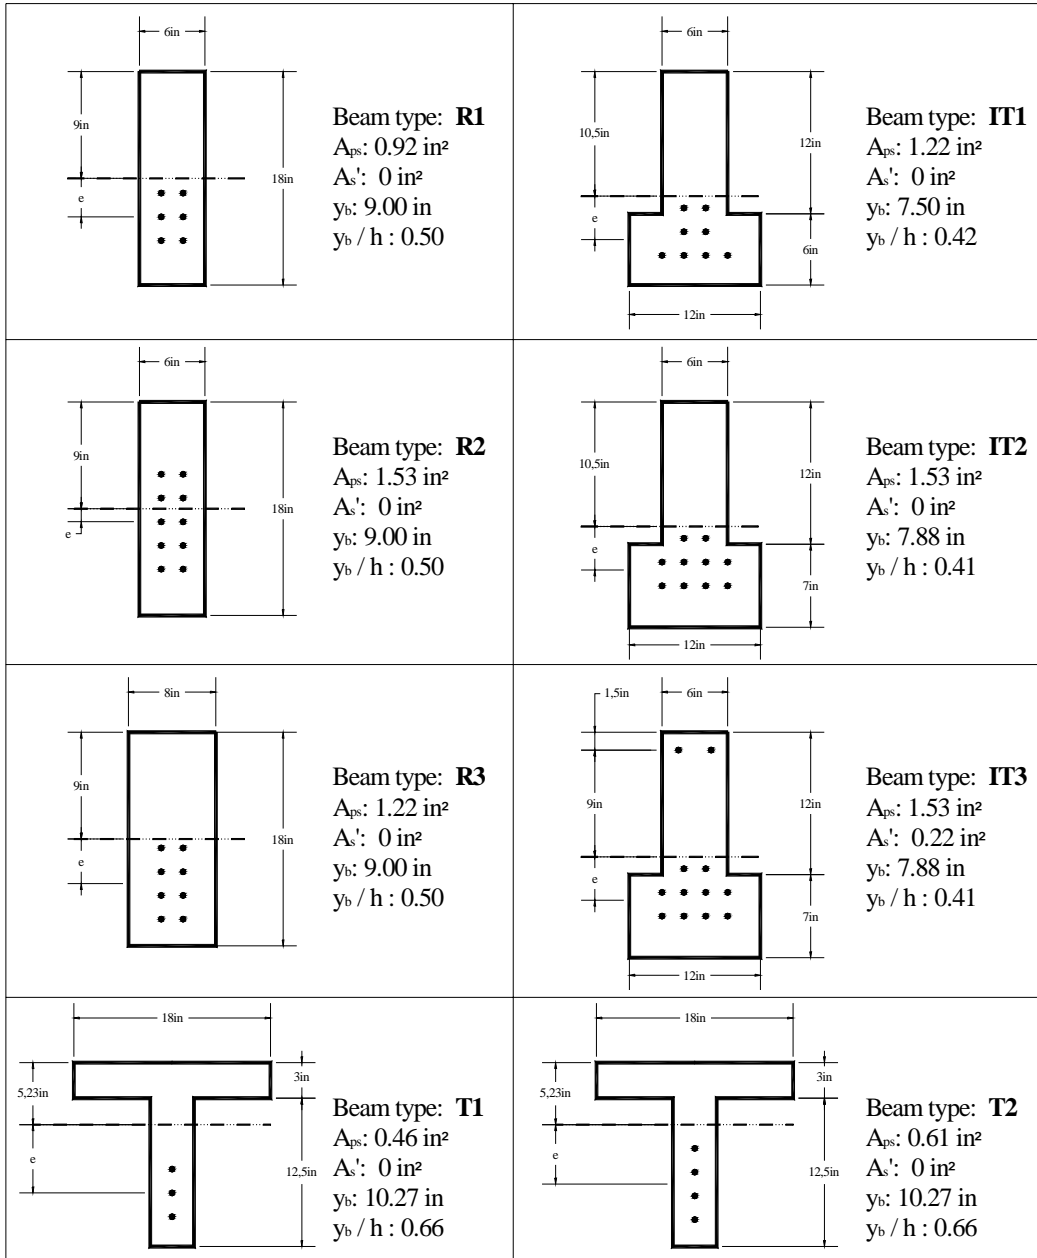 6in
9in
18in
e
Beam type: R1
Aps: 0.92 in²
As': 0 in²
yb: 9.00 in
yb / h : 0.50
6in
10,5in
12in
e
6in
12in
Beam type: IT1
Aps: 1.22 in²
As': 0 in²
yb: 7.50 in
yb / h : 0.42
6in
9in
18in
e
Beam type: R2
Aps: 1.53 in²
As': 0 in²
yb: 9.00 in
yb / h : 0.50
6in
10,5in
12in
e
7in
12in
Beam type: IT2
Aps: 1.53 in²
As': 0 in²
yb: 7.88 in
yb / h : 0.41
8in
9in
18in
e
Beam type: R3
Aps: 1.22 in²
As': 0 in²
yb: 9.00 in
yb / h : 0.50
1,5in
6in
9in
12in
e
7in
12in
Beam type: IT3
Aps: 1.53 in²
As': 0.22 in²
yb: 7.88 in
yb / h : 0.41
18in
5,23in
3in
e
12,5in
Beam type: T1
Aps: 0.46 in²
As': 0 in²
yb: 10.27 in
yb / h : 0.66
18in
5,23in
3in
e
12,5in
Beam type: T2
Aps: 0.61 in²
As': 0 in²
yb: 10.27 in
yb / h : 0.66